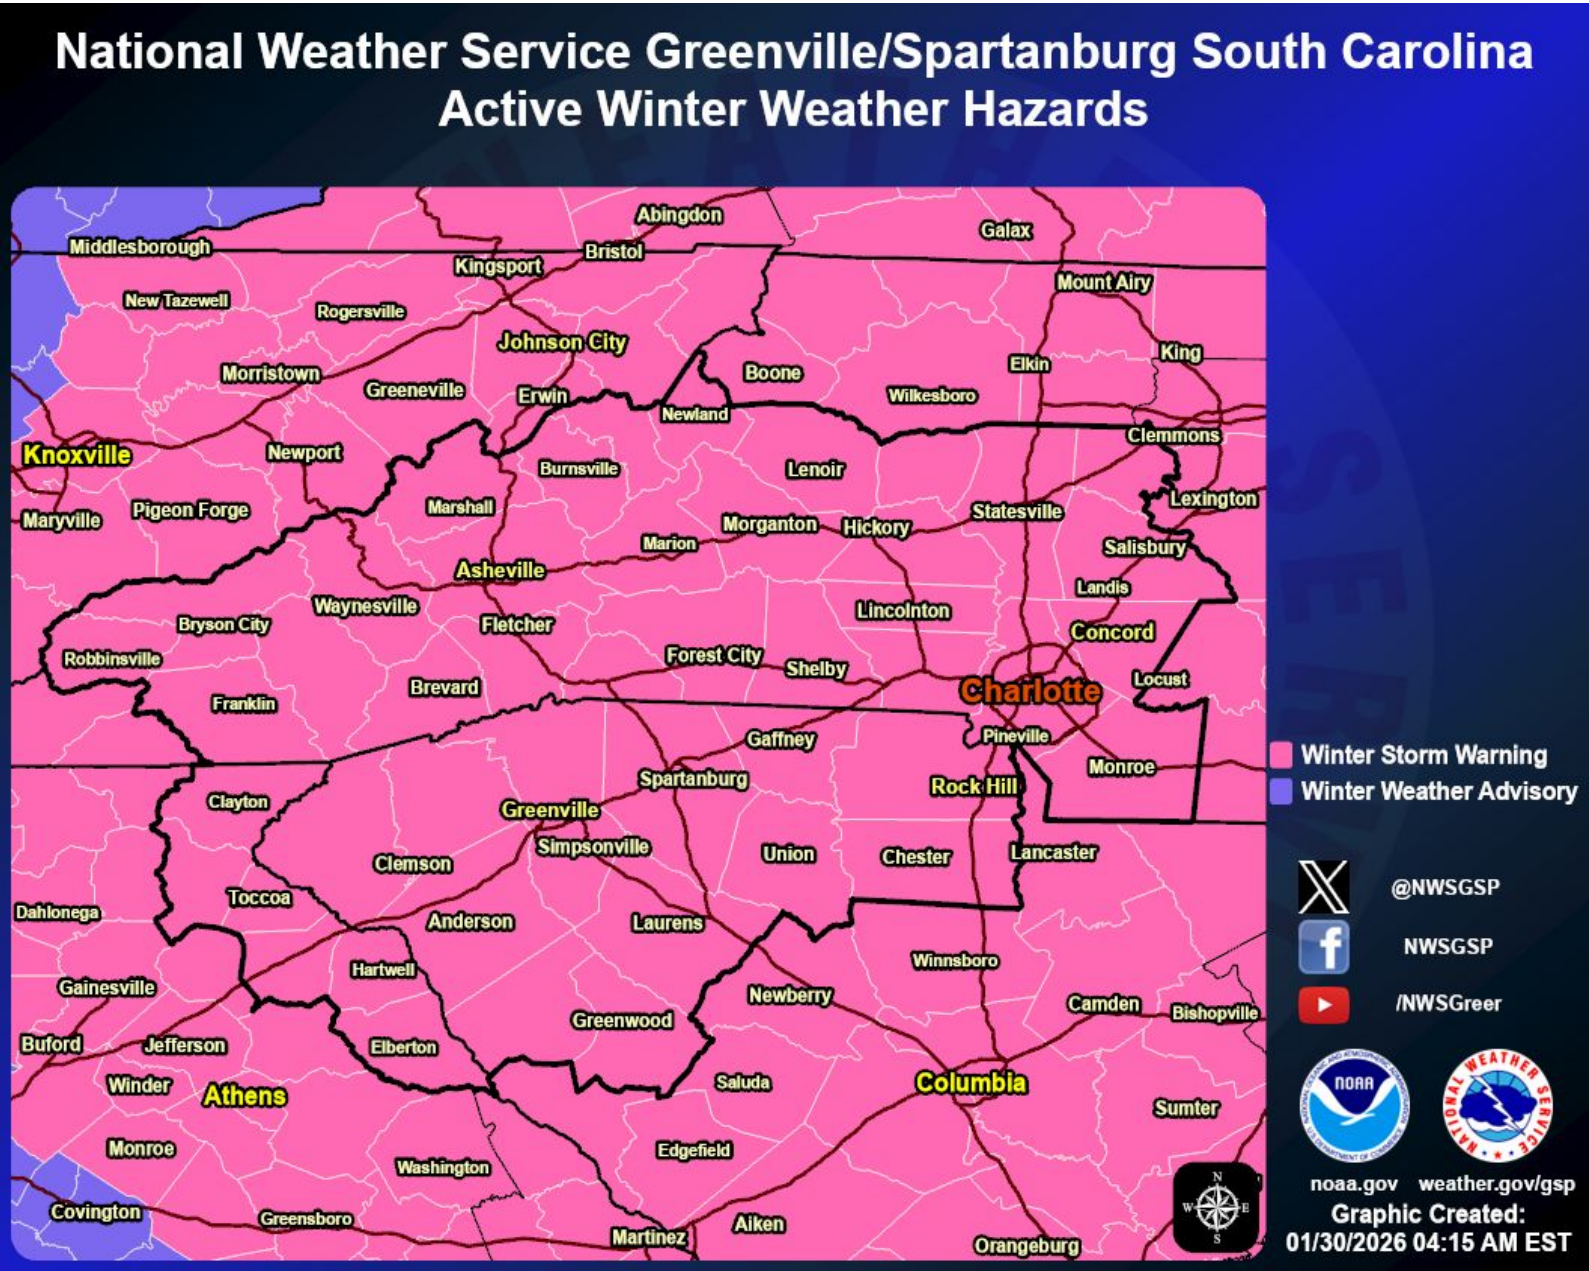 National Weather Service Greenville/Spartanburg South Carolina
Active Winter Weather Hazards
Abingdon
Galax
Middlesborough
Bristol
Kingsport
Mount Airy
New Tazewell
Rogersville
Johnson City
King
Elkin
Morristown
Boone
Greeneville
Erwin
Wilkesboro
Newland
Clemmons
Knoxville
Newport
Burnsville
Lenoir
Lexington
Marshall
Pigeon Forge
Statesville
Maryville
Morganton
Hickory
Marion
Salisbury
Asheville
Landis
Waynesville
Lincolnton
Bryson City
Fletcher
Concord
Robbinsville
Forest City
Shelby
Locust
Brevard
Charlotte
Franklin
Pineville
Gaffney
Monroe
Spartanburg
Rock Hill
Clayton
Greenville
Simpsonville
Union
Chester
Lancaster
Clemson
Toccoa
Dahlonega
Anderson
Laurens
Winnsboro
Hartwell
Gainesville
Newberry
Camden
Bishopville
Greenwood
Buford
Jefferson
Elberton
Winder
Athens
Saluda
Columbia
Sumter
Monroe
Edgefield
Washington
Covington
Greensboro
Martinez
Aiken
Orangeburg
N
W E
S
Winter Storm Warning
Winter Weather Advisory
@NWSGSP
NWSGSP
/NWSGreer
NOAA
NATIONAL WEATHER SERVICE
noaa.gov weather.gov/gsp
Graphic Created:
01/30/2026 04:15 AM EST